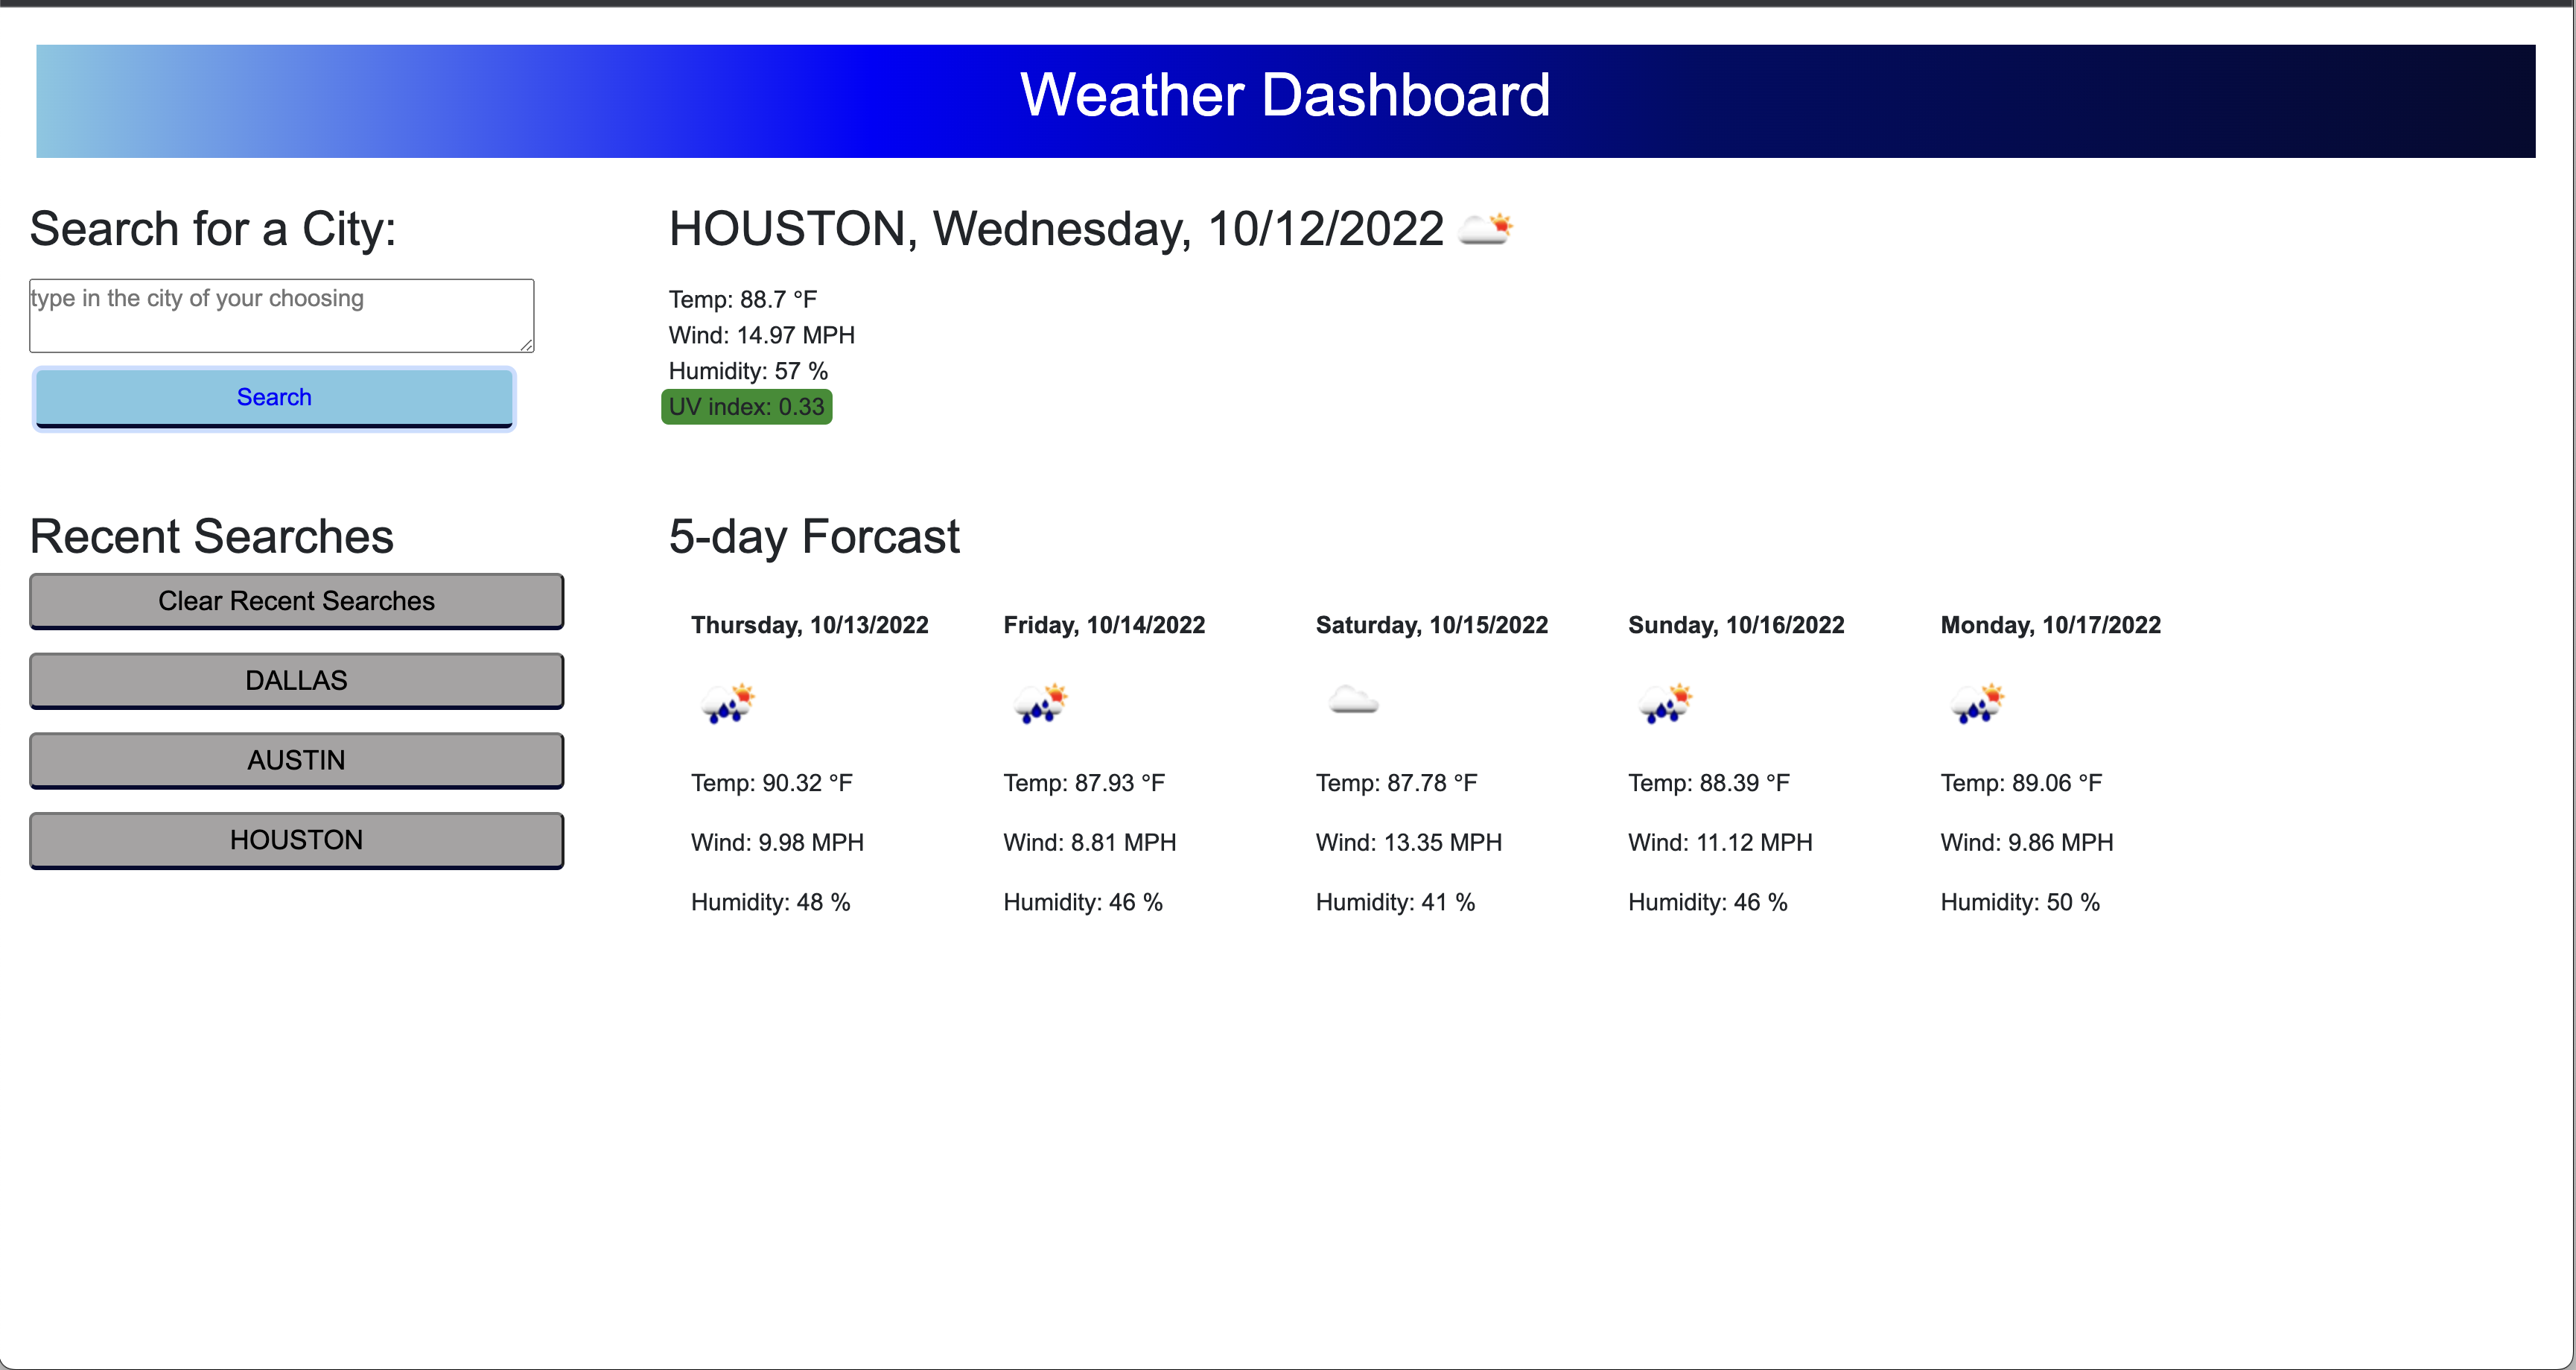 Weather Dashboard
Search for a City:
type in the city of your choosing
Search
HOUSTON, Wednesday, 10/12/2022
Temp: 88.7 °F
Wind: 14.97 MPH
Humidity: 57 %
UV index: 0.33
Recent Searches
Clear Recent Searches
DALLAS
AUSTIN
HOUSTON
5-day Forcast
Thursday, 10/13/2022
Temp: 90.32 °F
Wind: 9.98 MPH
Humidity: 48 %
Friday, 10/14/2022
Temp: 87.93 °F
Wind: 8.81 MPH
Humidity: 46 %
Saturday, 10/15/2022
Temp: 87.78 °F
Wind: 13.35 MPH
Humidity: 41 %
Sunday, 10/16/2022
Temp: 88.39 °F
Wind: 11.12 MPH
Humidity: 46 %
Monday, 10/17/2022
Temp: 89.06 °F
Wind: 9.86 MPH
Humidity: 50 %